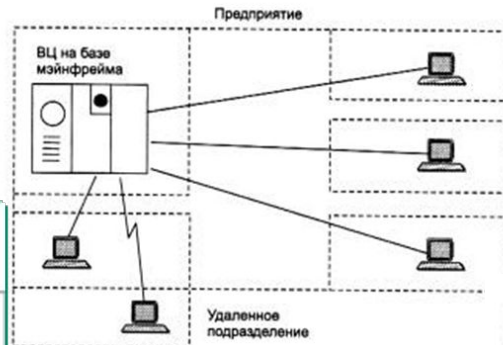 Предприятие
ВЦ на базе
мэйнфрейма
Удаленное
подразделение